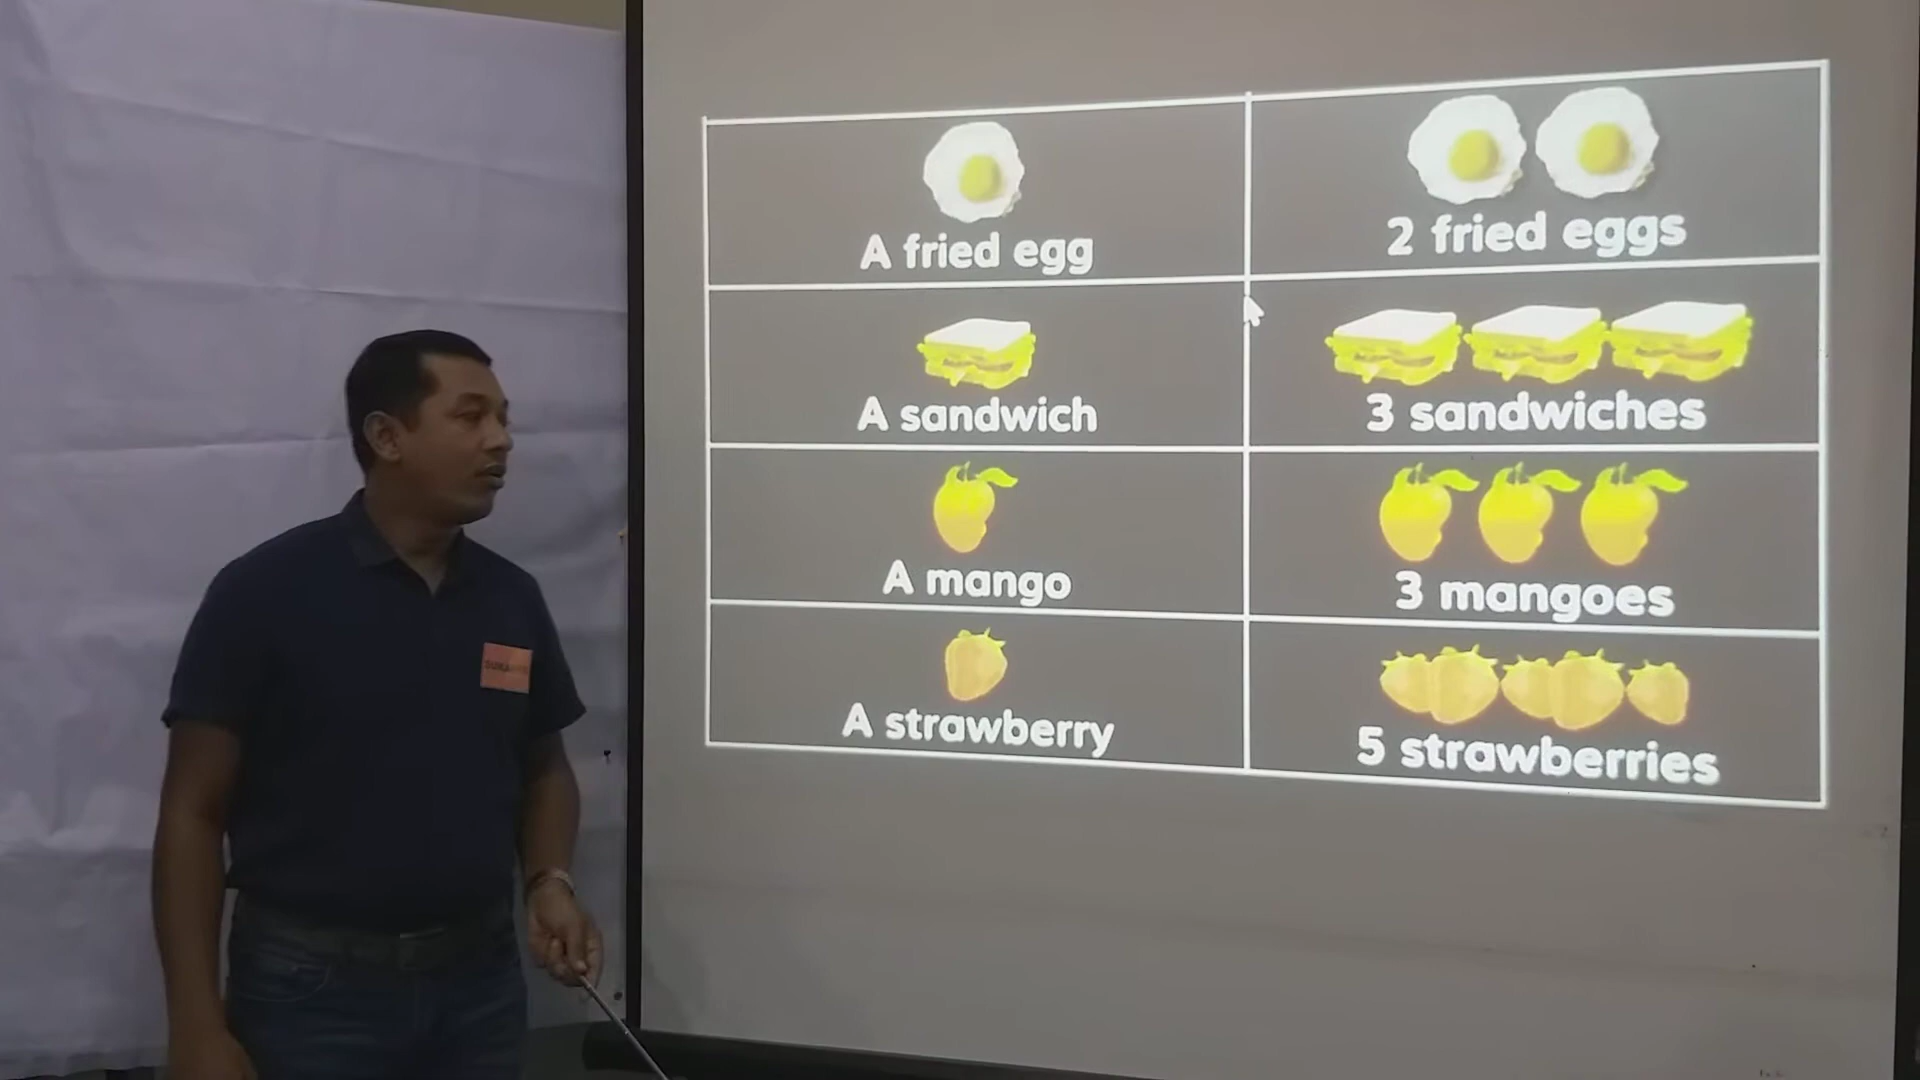 A fried egg
2 fried eggs
A sandwich
3 sandwiches
A mango
3 mangoes
A strawberry
5 strawberries